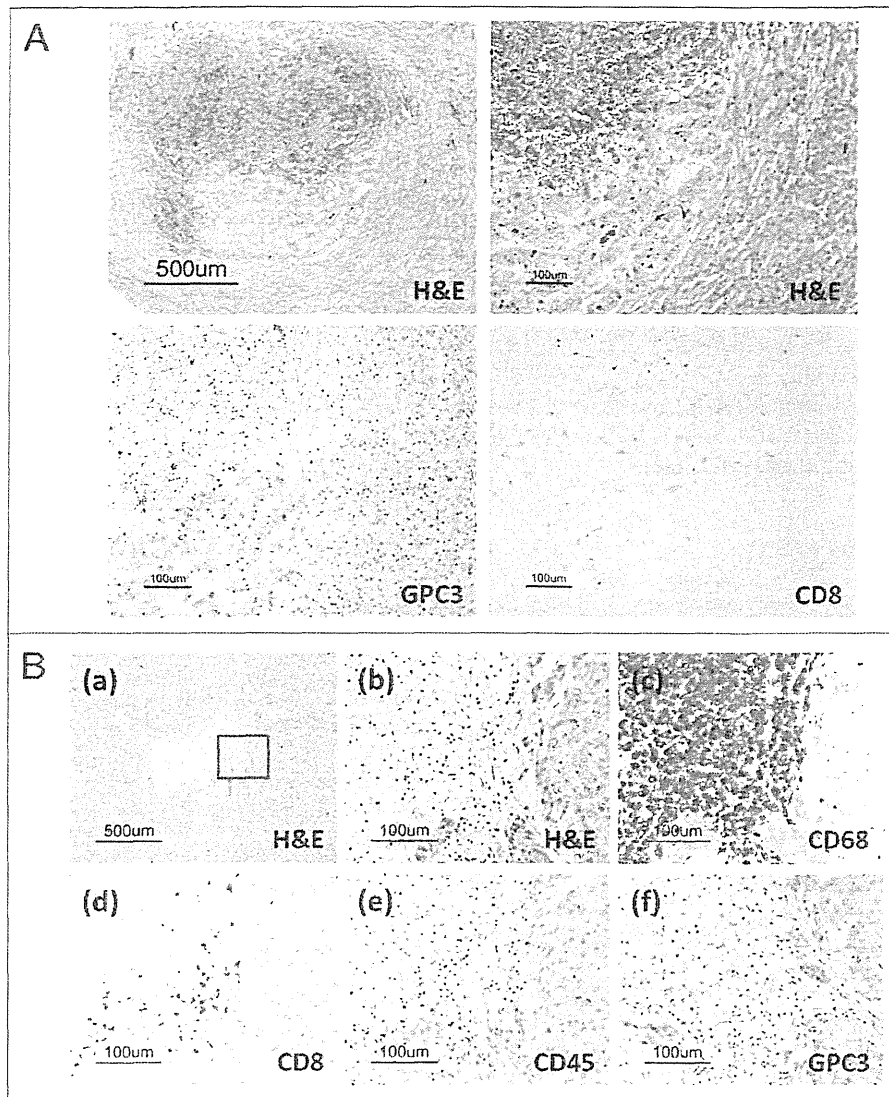 A
500um
H&E
100um
H&E
100um
GPC3
100um
CD8
B
(a)
500um
H&E
(b)
100um
H&E
(c)
100um
CD68
(d)
100um
CD8
(e)
100um
CD45
(f)
100um
GPC3